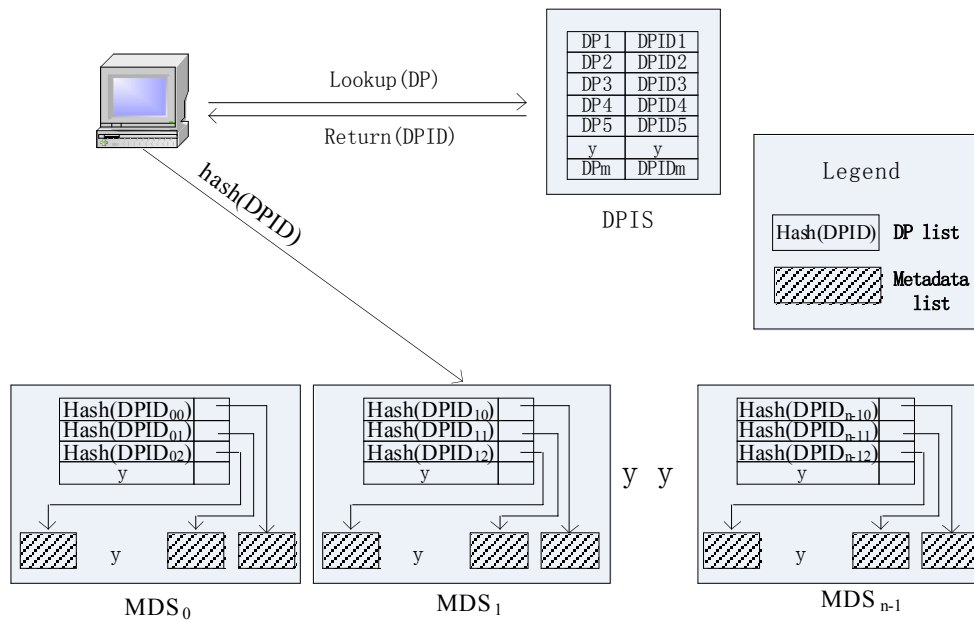 DP1 DPID1
DP2 DPID2
DP3 DPID3
DP4 DPID4
DP5 DPID5
y y
DPm DPIDm
DPIS
Lookup(DP)
Return(DPID)
hash(DPID)
Legend
Hash(DPID) DP list
Metadata
list
Hash(DPID₀₀)
Hash(DPID₀₁)
Hash(DPID₀₂)
y
y
MDS₀
Hash(DPID₁₀)
Hash(DPID₁₁)
Hash(DPID₁₂)
y
y
MDS₁
y y
Hash(DPIDₙ₋₁₀)
Hash(DPIDₙ₋₁₁)
Hash(DPIDₙ₋₁₂)
y
y
MDSₙ₋₁